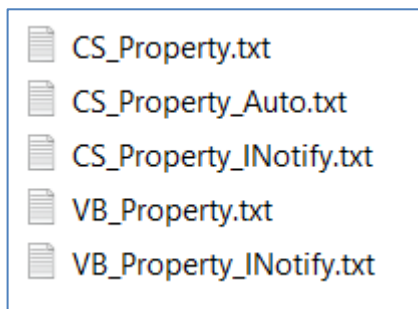 CS_Property.txt
CS_Property_Auto.txt
CS_Property_INotify.txt
VB_Property.txt
VB_Property_INotify.txt